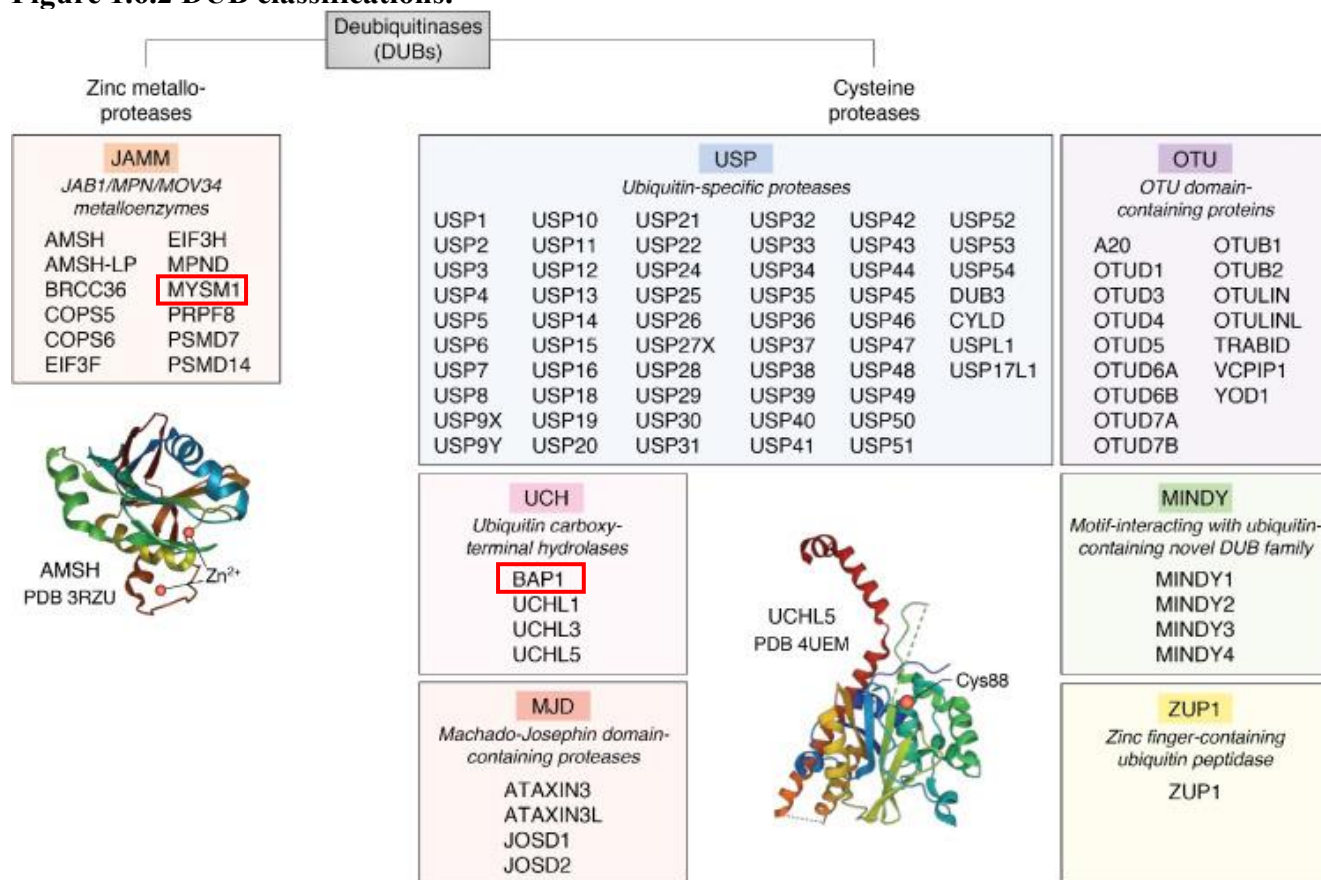 Figure 1.6.2 DUB classifications.
Deubiquitinases
(DUBs)
Zinc metallo-
proteases
Cysteine
proteases
JAMM
JAB1/MPN/MOV34
metalloenzymes
AMSH EIF3H
AMSH-LP MPND
BRCC36 MYSM1
COPS5 PRPF8
COPS6 PSMD7
EIF3F PSMD14
AMSH
PDB 3RZU
Zn²⁺
USP
Ubiquitin-specific proteases
USP1 USP10 USP21 USP32 USP42 USP52
USP2 USP11 USP22 USP33 USP43 USP53
USP3 USP12 USP24 USP34 USP44 USP54
USP4 USP13 USP25 USP35 USP45 DUB3
USP5 USP14 USP26 USP36 USP46 CYLD
USP6 USP15 USP27X USP37 USP47 USPL1
USP7 USP16 USP28 USP38 USP48 USP17L1
USP8 USP18 USP29 USP39 USP49
USP9X USP19 USP30 USP40 USP50
USP9Y USP20 USP31 USP41 USP51
OTU
OTU domain-
containing proteins
A20 OTUB1
OTUD1 OTUB2
OTUD3 OTULIN
OTUD4 OTULINL
OTUD5 TRABID
OTUD6A VCPIP1
OTUD6B YOD1
OTUD7A
OTUD7B
UCH
Ubiquitin carboxy-
terminal hydrolases
BAP1
UCHL1
UCHL3
UCHL5
UCHL5
PDB 4UEM
Cys88
MINDY
Motif-interacting with ubiquitin-
containing novel DUB family
MINDY1
MINDY2
MINDY3
MINDY4
MJD
Machado-Josephin domain-
containing proteases
ATAXIN3
ATAXIN3L
JOSD1
JOSD2
ZUP1
Zinc finger-containing
ubiquitin peptidase
ZUP1